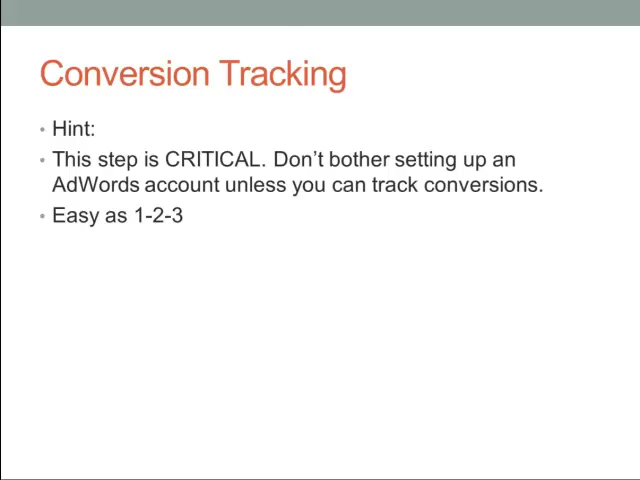 Conversion Tracking
• Hint:
• This step is CRITICAL. Don’t bother setting up an
AdWords account unless you can track conversions.
• Easy as 1-2-3